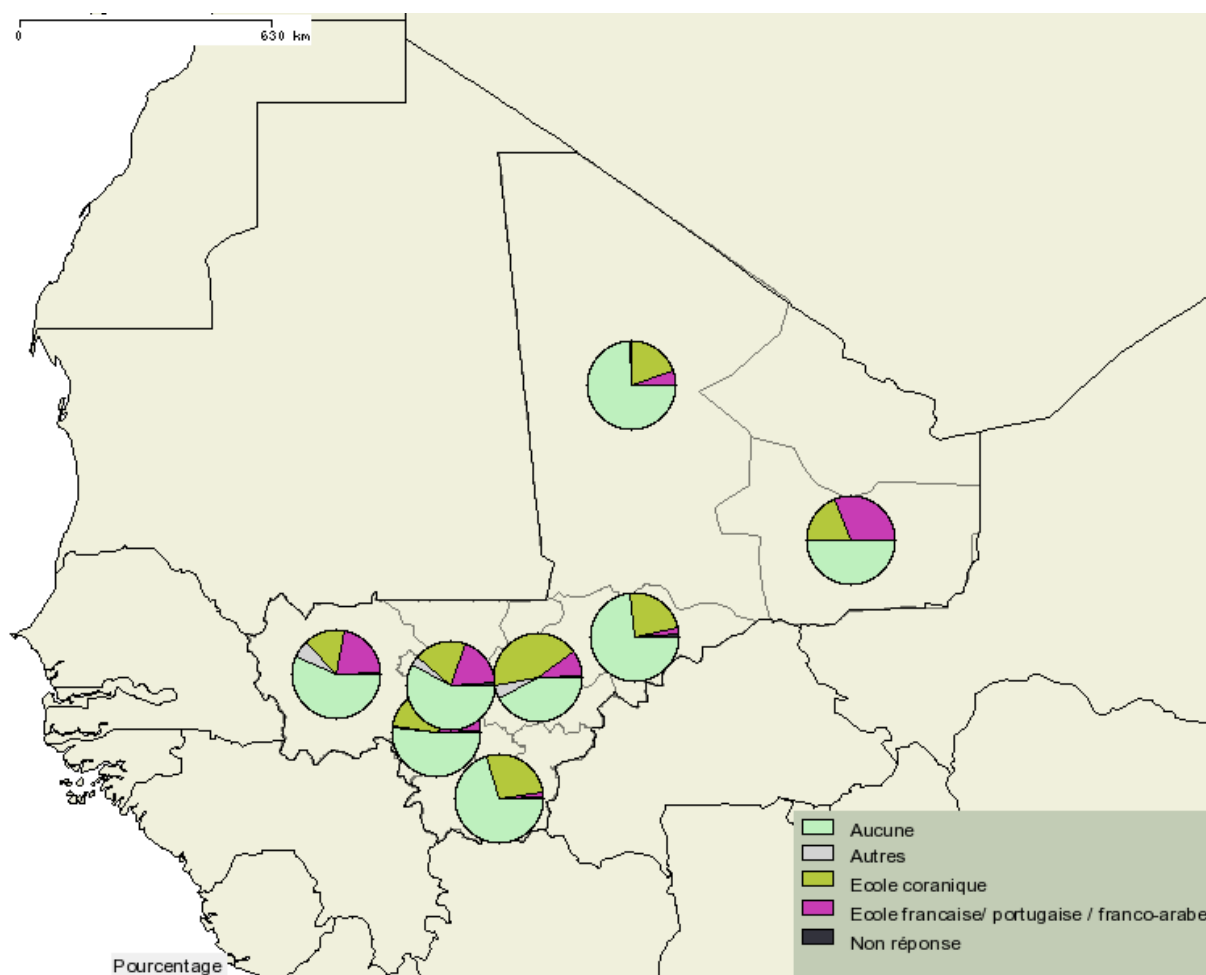 0 630 km
Aucune
Autres
Ecole coranique
Ecole francaise/ portugaise / franco-arabe
Non réponse
Pourcentage